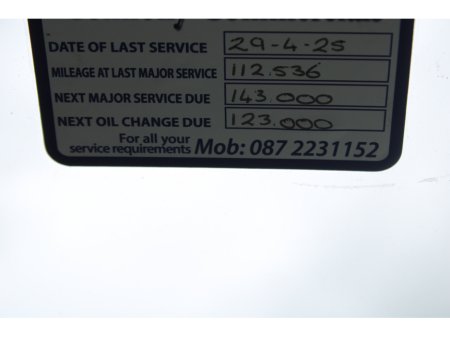 DATE OF LAST SERVICE 29-4-25
MILEAGE AT LAST MAJOR SERVICE 112.536
NEXT MAJOR SERVICE DUE 143.000
NEXT OIL CHANGE DUE 123.000
For all your
service requirements Mob: 087 2231152